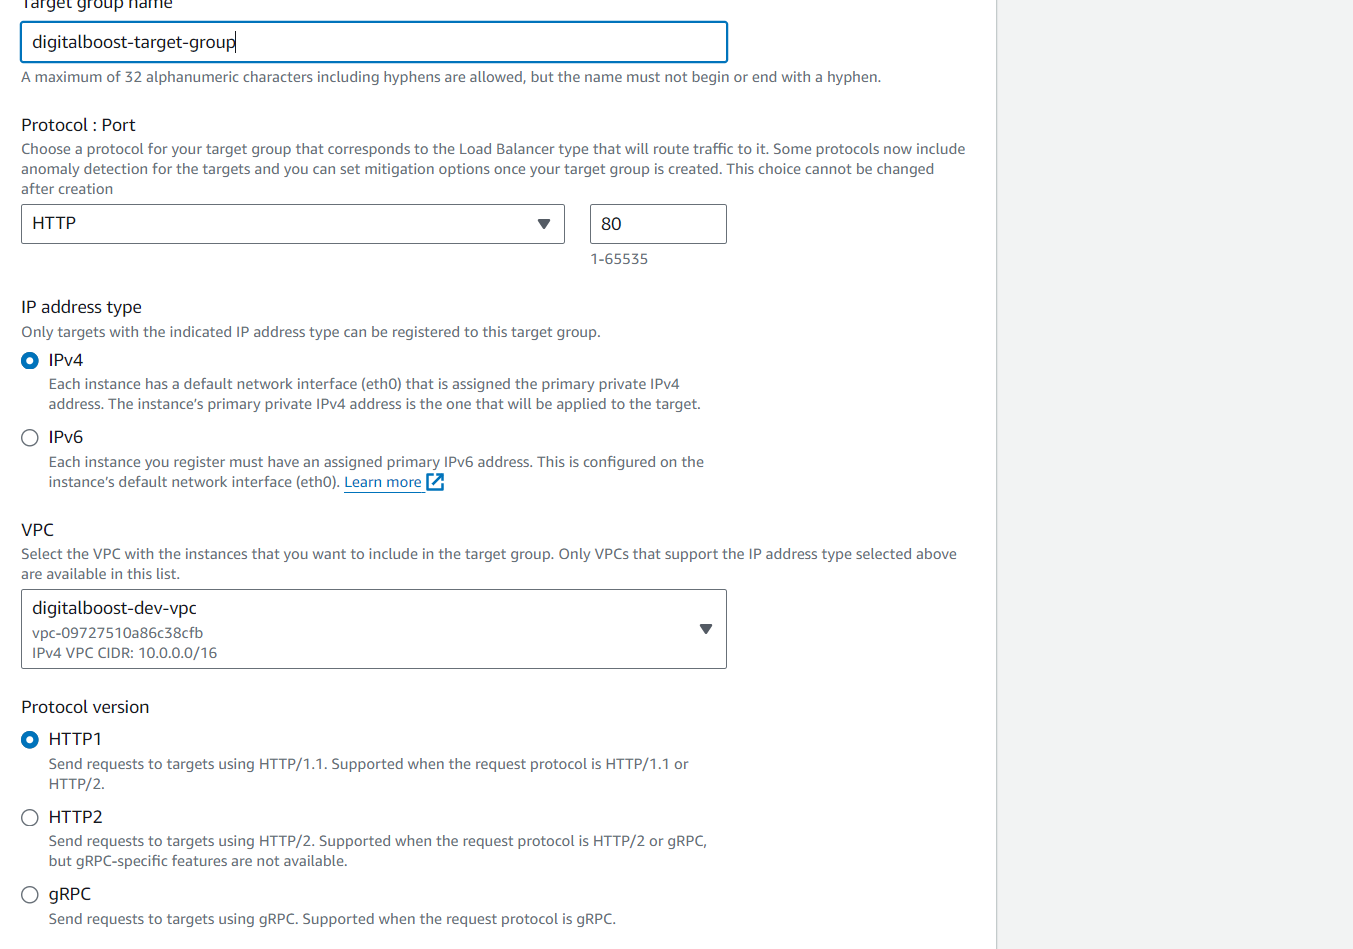 Target group name
digitalboost-target-group
A maximum of 32 alphanumeric characters including hyphens are allowed, but the name must not begin or end with a hyphen.
Protocol : Port
Choose a protocol for your target group that corresponds to the Load Balancer type that will route traffic to it. Some protocols now include
anomaly detection for the targets and you can set mitigation options once your target group is created. This choice cannot be changed
after creation
HTTP
80
1-65535
IP address type
Only targets with the indicated IP address type can be registered to this target group.
IPv4
Each instance has a default network interface (eth0) that is assigned the primary private IPv4
address. The instance's primary private IPv4 address is the one that will be applied to the target.
IPv6
Each instance you register must have an assigned primary IPv6 address. This is configured on the
instance's default network interface (eth0). Learn more
VPC
Select the VPC with the instances that you want to include in the target group. Only VPCs that support the IP address type selected above
are available in this list.
digitalboost-dev-vpc
vpc-09727510a86c38cfb
IPv4 VPC CIDR: 10.0.0.0/16
Protocol version
HTTP1
Send requests to targets using HTTP/1.1. Supported when the request protocol is HTTP/1.1 or
HTTP/2.
HTTP2
Send requests to targets using HTTP/2. Supported when the request protocol is HTTP/2 or gRPC,
but gRPC-specific features are not available.
gRPC
Send requests to targets using gRPC. Supported when the request protocol is gRPC.